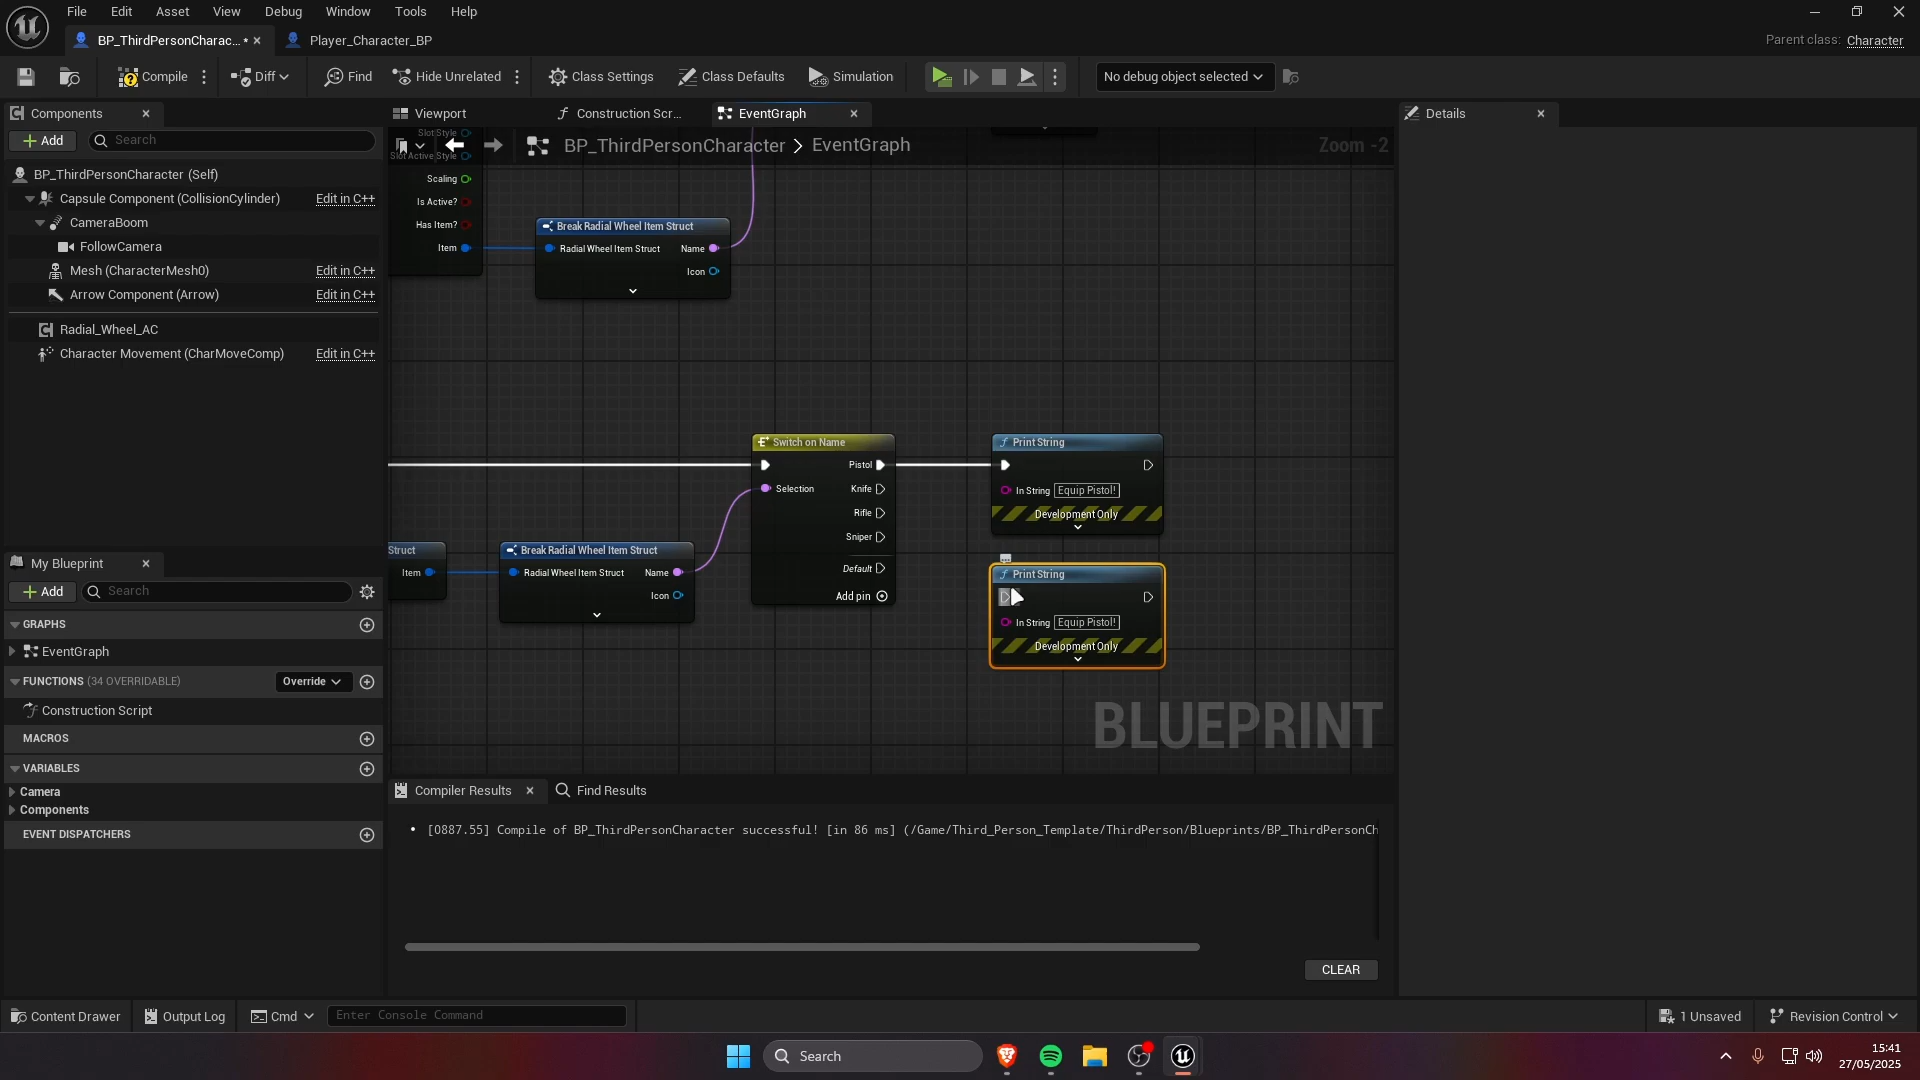 File Edit Asset View Debug Window Tools Help
BP_ThirdPersonCharac... • Player_Character_BP
Parent class: Character
Compile Diff Find Hide Unrelated Class Settings Class Defaults Simulation No debug object selected
Components
Viewport Construction Scr... EventGraph
Details
Add Search
BP_ThirdPersonCharacter > EventGraph
Zoom -2
BP_ThirdPersonCharacter (Self)
Capsule Component (CollisionCylinder) Edit in C++
CameraBoom
FollowCamera
Mesh (CharacterMesh0) Edit in C++
Arrow Component (Arrow) Edit in C++
Radial_Wheel_AC
Character Movement (CharMoveComp) Edit in C++
Slot Style
Slot Active Style
Scaling
Is Active?
Has Item?
Item
Break Radial Wheel Item Struct
Radial Wheel Item Struct Name
Icon
Switch on Name
Pistol
Selection Knife
Rifle
Sniper
Default
Add pin
Print String
In String Equip Pistol!
Development Only
Struct
Item
Break Radial Wheel Item Struct
Radial Wheel Item Struct Name
Icon
Print String
In String Equip Pistol!
Development Only
BLUEPRINT
My Blueprint
Add Search
GRAPHS
EventGraph
FUNCTIONS (34 OVERRIDABLE) Override
Construction Script
MACROS
VARIABLES
Camera
Components
EVENT DISPATCHERS
Compiler Results Find Results
• [0887.55] Compile of BP_ThirdPersonCharacter successful! [in 86 ms] (/Game/Third_Person_Template/ThirdPerson/Blueprints/BP_ThirdPersonCh
CLEAR
Content Drawer Output Log Cmd Enter Console Command 1 Unsaved Revision Control
Search
15:41
27/05/2025